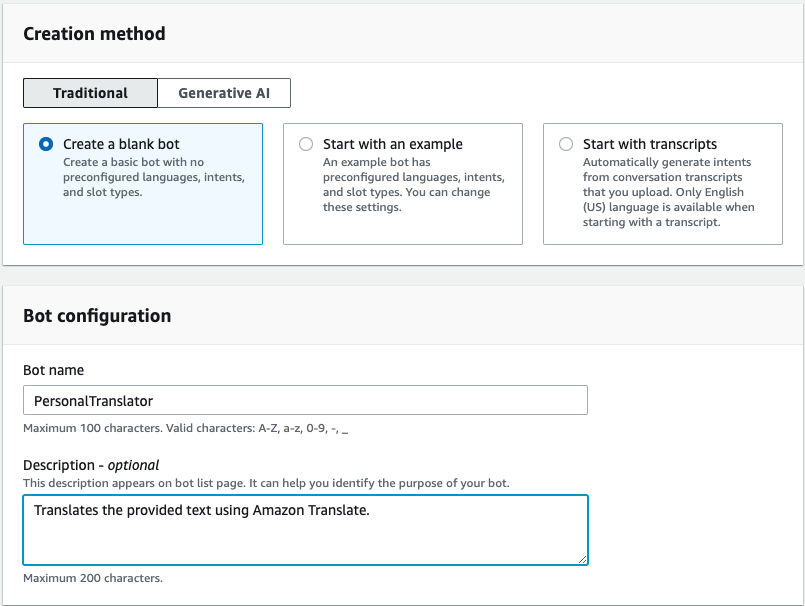 Creation method
Traditional
Generative AI
Create a blank bot
Create a basic bot with no
preconfigured languages, intents,
and slot types.
Start with an example
An example bot has
preconfigured languages, intents,
and slot types. You can change
these settings.
Start with transcripts
Automatically generate intents
from conversation transcripts
that you upload. Only English
(US) language is available when
starting with a transcript.
Bot configuration
Bot name
PersonalTranslator
Maximum 100 characters. Valid characters: A-Z, a-z, 0-9, -, _
Description - optional
This description appears on bot list page. It can help you identify the purpose of your bot.
Translates the provided text using Amazon Translate.
Maximum 200 characters.